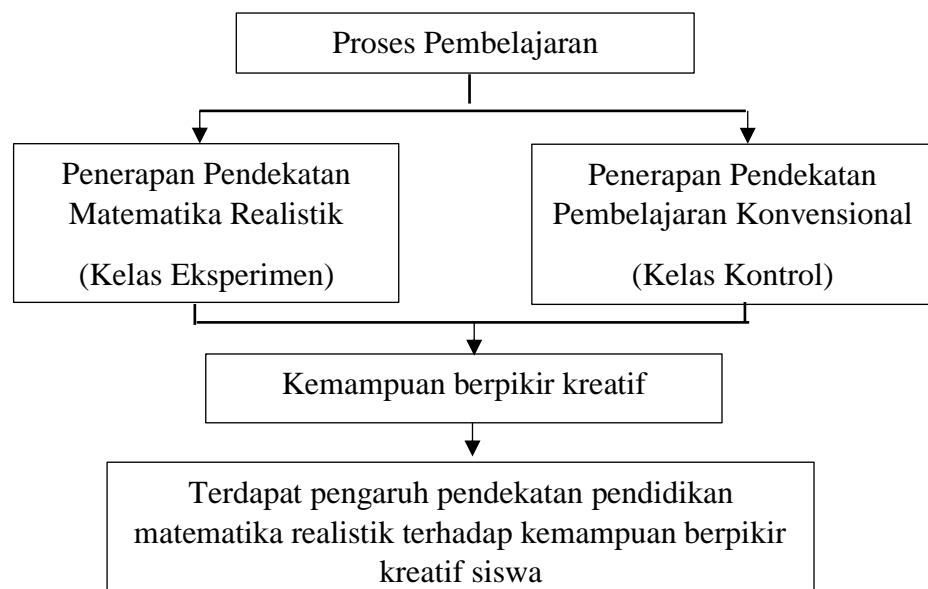 Proses Pembelajaran
Penerapan Pendekatan
Matematika Realistik
(Kelas Eksperimen)
Penerapan Pendekatan
Pembelajaran Konvensional
(Kelas Kontrol)
Kemampuan berpikir kreatif
Terdapat pengaruh pendekatan pendidikan
matematika realistik terhadap kemampuan berpikir
kreatif siswa